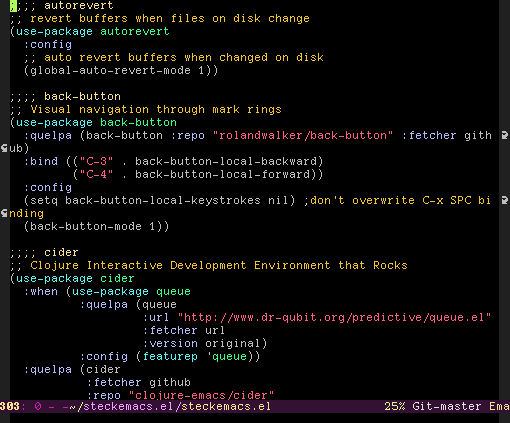 ;;;; autorevert
;; revert buffers when files on disk change
(use-package autorevert
  :config
  ;; auto revert buffers when changed on disk
  (global-auto-revert-mode 1))

;;;; back-button
;; Visual navigation through mark rings
(use-package back-button
  :quelpa (back-button :repo "rolandwalker/back-button" :fetcher gith
ub)
  :bind (("C-3" . back-button-local-backward)
         ("C-4" . back-button-local-forward))
  :config
  (setq back-button-local-keystrokes nil) ;don't overwrite C-x SPC bi
nding
  (back-button-mode 1))

;;;; cider
;; Clojure Interactive Development Environment that Rocks
(use-package cider
  :when (use-package queue
          :quelpa (queue
                   :url "http://www.dr-qubit.org/predictive/queue.el"
                   :fetcher url
                   :version original)
          :config (featurep 'queue))
  :quelpa (cider
           :fetcher github
           :repo "clojure-emacs/cider"
303: 0 - -~/steckemacs.el/steckemacs.el 25% Git-master Ema